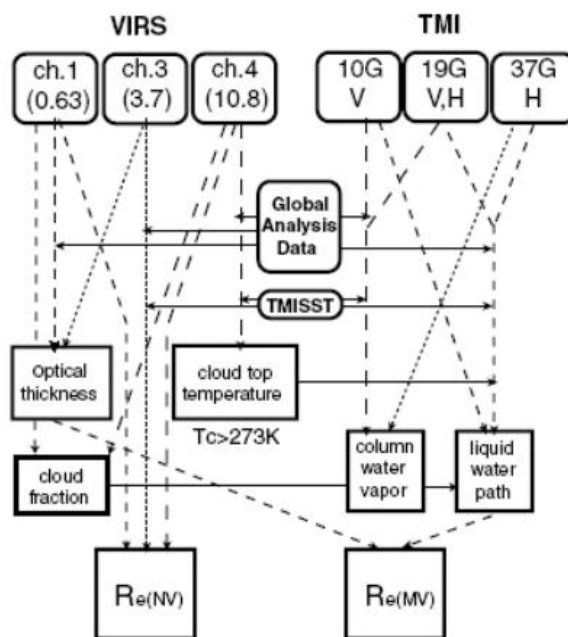 VIRS
TMI
ch.1
(0.63)
ch.3
(3.7)
ch.4
(10.8)
10G
V
19G
V,H
37G
H
Global
Analysis
Data
TMISST
Optical
thickness
cloud top
temperature
Tc>273K
cloud
fraction
column
water
vapor
liquid
water
path
Re(NV)
Re(MV)